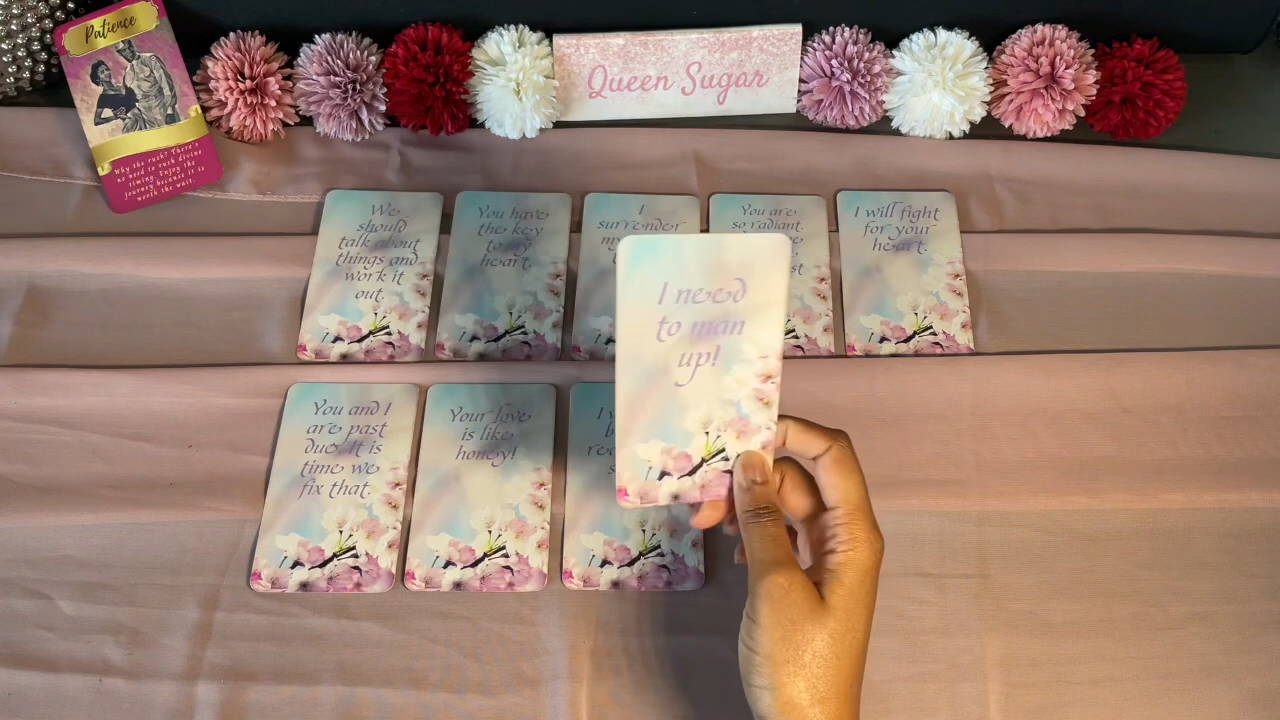 Patience
Why the rush? There's
no need to rush divine
timing. Enjoy the
journey because it is
worth the wait.
Queen Sugar
We
should
talk about
things and
work it
out.
You have
the key
to my
heart.
I
surrender
You are
so radiant.
I will fight
for your
heart.
I need
to man
up!
You and I
are past
due. It is
time we
fix that.
Your love
is like
honey!
I